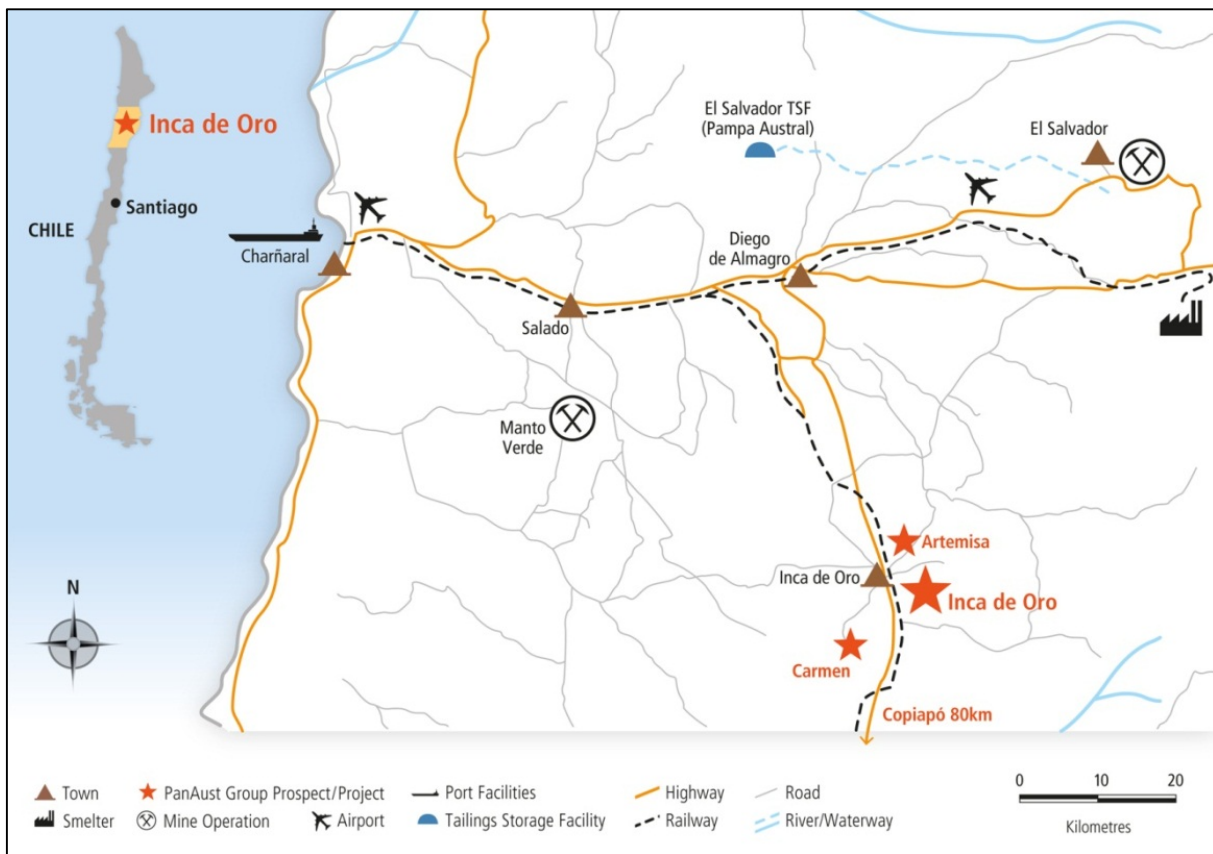 Inca de Oro
Santiago
CHILE
El Salvador TSF
(Pampa Austral)
El Salvador
Charñaral
Diego
de Almagro
Salado
Manto
Verde
Artemisa
Inca de Oro
Inca de Oro
Carmen
N
Copiapó 80km
Town
PanAust Group Prospect/Project
Port Facilities
Highway
Road
Smelter
Mine Operation
Airport
Tailings Storage Facility
Railway
River/Waterway
0 10 20
Kilometres